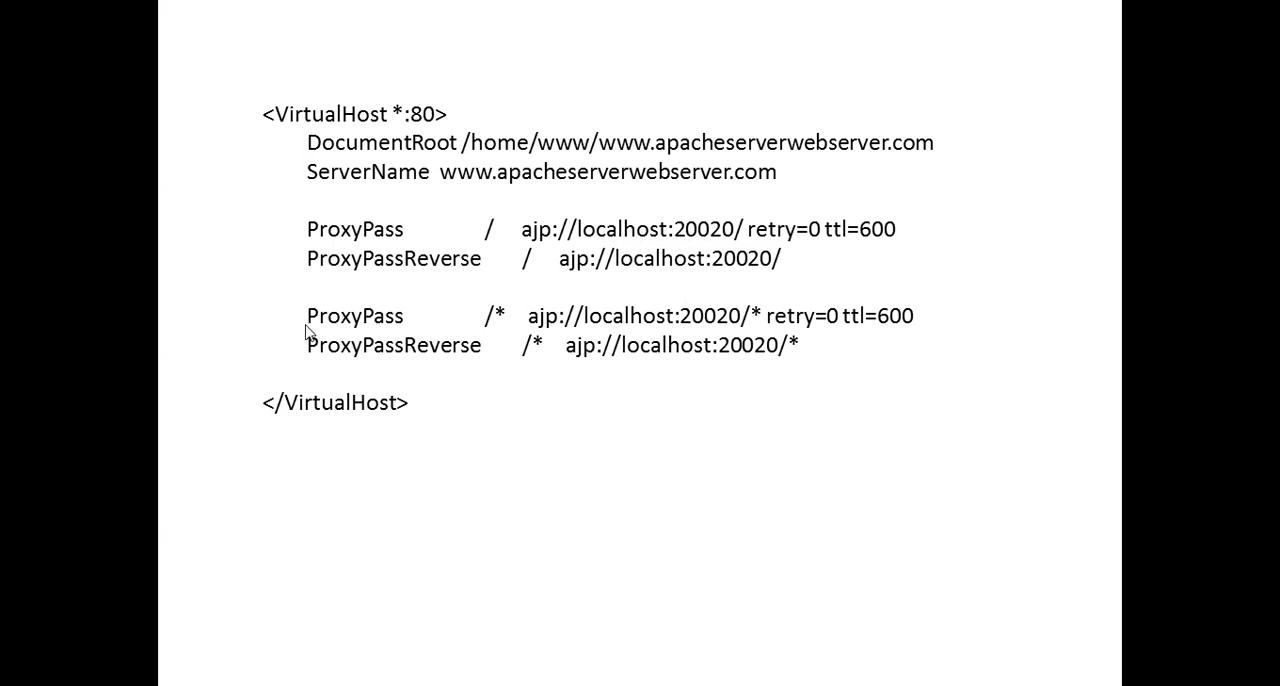 <VirtualHost *:80>
DocumentRoot /home/www/www.apacheserverwebserver.com
ServerName www.apacheserverwebserver.com
ProxyPass / ajp://localhost:20020/ retry=0 ttl=600
ProxyPassReverse / ajp://localhost:20020/
ProxyPass /* ajp://localhost:20020/* retry=0 ttl=600
ProxyPassReverse /* ajp://localhost:20020/*
</VirtualHost>